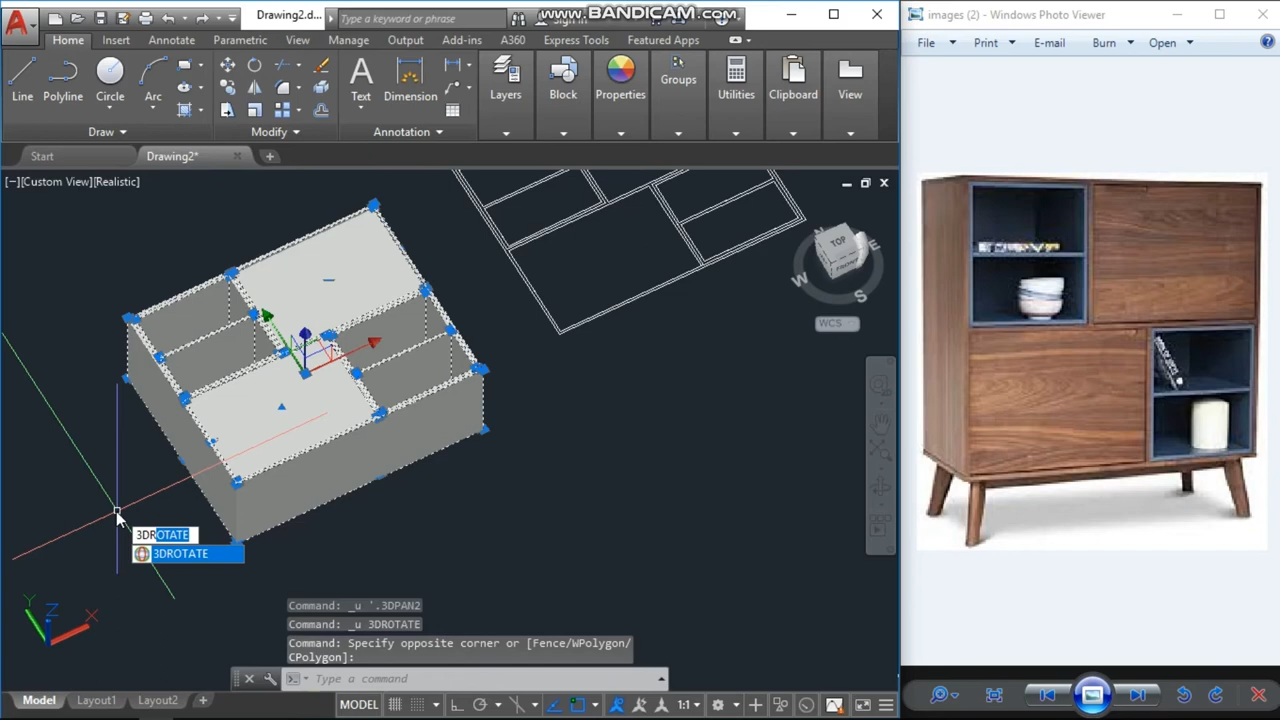 Drawing2.d...
Type a keyword or phrase
www.BANDICAM.com
images (2) - Windows Photo Viewer
Home Insert Annotate Parametric View Manage Output Add-ins A360 Express Tools Featured Apps
File Print E-mail Burn Open
Line Polyline Circle Arc
Text Dimension
Layers Block Properties Groups Utilities Clipboard View
Draw Modify Annotation
Start Drawing2*
[−][Custom View][Realistic]
TOP
FRONT
N E W S
WCS
3DROTATE
3DROTATE
Y Z X
Command: _u '.3DPAN2
Command: _u 3DROTATE
Command: Specify opposite corner or [Fence/WPolygon/
CPolygon]:
Type a command
Model Layout1 Layout2
MODEL 1:1